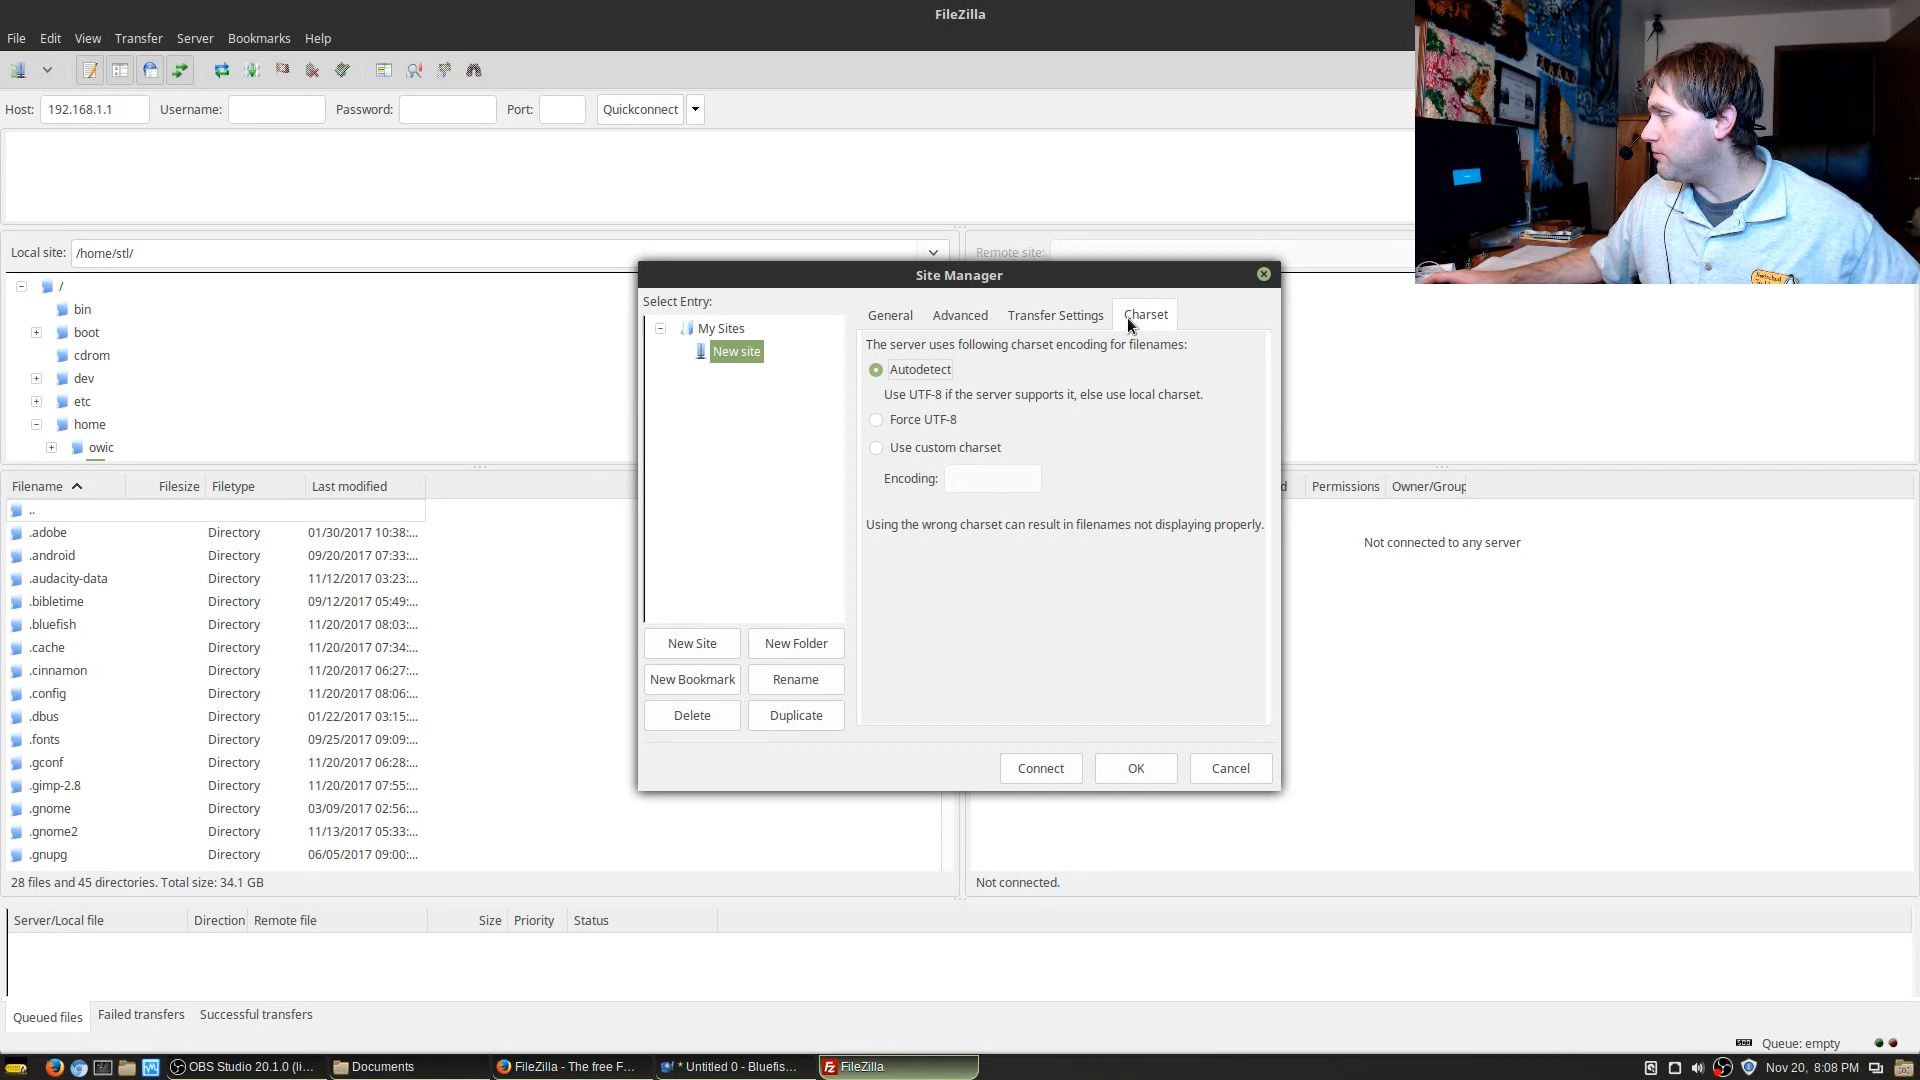 FileZilla
File Edit View Transfer Server Bookmarks Help
Host: 192.168.1.1 Username: Password: Port: Quickconnect
Local site: /home/stl/
Remote site:
/
bin
boot
cdrom
dev
etc
home
owic
Site Manager
Select Entry:
My Sites
New site
General Advanced Transfer Settings Charset
The server uses following charset encoding for filenames:
Autodetect
Use UTF-8 if the server supports it, else use local charset.
Force UTF-8
Use custom charset
Encoding:
Using the wrong charset can result in filenames not displaying properly.
New Site New Folder
New Bookmark Rename
Delete Duplicate
Connect OK Cancel
Filename Filesize Filetype Last modified
..
.adobe Directory 01/30/2017 10:38:...
.android Directory 09/20/2017 07:33:...
.audacity-data Directory 11/12/2017 03:23:...
.bibletime Directory 09/12/2017 05:49:...
.bluefish Directory 11/20/2017 08:03:...
.cache Directory 11/20/2017 07:34:...
.cinnamon Directory 11/20/2017 06:27:...
.config Directory 11/20/2017 08:06:...
.dbus Directory 01/22/2017 03:15:...
.fonts Directory 09/25/2017 09:09:...
.gconf Directory 11/20/2017 06:28:...
.gimp-2.8 Directory 11/20/2017 07:55:...
.gnome Directory 03/09/2017 02:56:...
.gnome2 Directory 11/13/2017 05:33:...
.gnupg Directory 06/05/2017 09:00:...
28 files and 45 directories. Total size: 34.1 GB
d Permissions Owner/Group
Not connected to any server
Not connected.
Server/Local file Direction Remote file Size Priority Status
Queued files Failed transfers Successful transfers
Queue: empty
OBS Studio 20.1.0 (li... Documents FileZilla - The free F... * Untitled 0 - Bluefis... FileZilla Nov 20, 8:08 PM